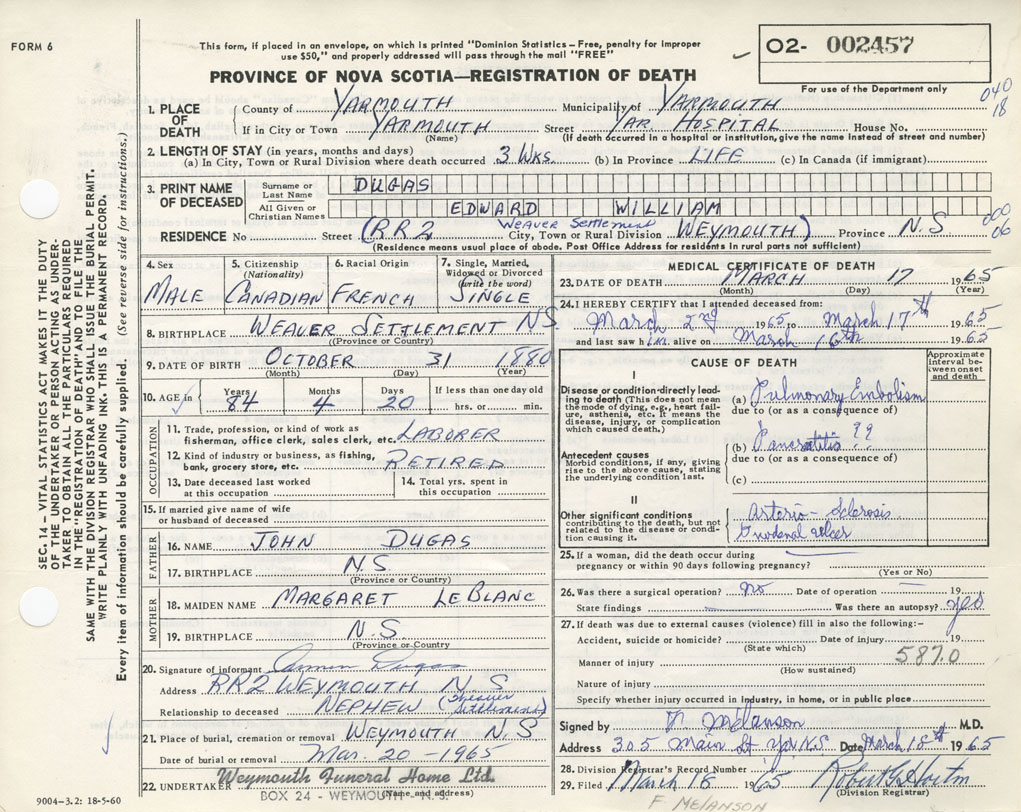 FORM 6
This form, if placed in an envelope, on which is printed "Dominion Statistics – Free, penalty for improper
use $50," and properly addressed will pass through the mail "FREE"
O2- 002457
For use of the Department only
PROVINCE OF NOVA SCOTIA—REGISTRATION OF DEATH
040
18
1. PLACE OF DEATH
County of YARMOUTH Municipality of YARMOUTH
If in City or Town YARMOUTH Street YAR HOSPITAL House No.
(Name) (If death occurred in a hospital or institution, give the name instead of street and number)
2. LENGTH OF STAY (in years, months and days)
(a) In City, Town or Rural Division where death occurred 3 Wks. (b) In Province LIFE (c) In Canada (if immigrant)
3. PRINT NAME OF DECEASED
Surname or Last Name DUGAS
All Given or Christian Names EDWARD WILLIAM
000
06
Weaver Settlement
RESIDENCE No Street (RR2 City, Town or Rural Division WEYMOUTH) Province N.S
(Residence means usual place of abode. Post Office Address for residents in rural parts not sufficient)
4. Sex MALE
5. Citizenship (Nationality) CANADIAN
6. Racial Origin FRENCH
7. Single, Married, Widowed or Divorced (write the word) SINGLE
8. BIRTHPLACE WEAVER SETTLEMENT NS
(Province or Country)
9. DATE OF BIRTH OCTOBER 31 1880
(Month) (Day) (Year)
10. AGE in Years 84 Months 4 Days 20 If less than one day old hrs. or min.
OCCUPATION
11. Trade, profession, or kind of work as fisherman, office clerk, sales clerk, etc. LABORER
12. Kind of industry or business, as fishing, bank, grocery store, etc. RETIRED
13. Date deceased last worked at this occupation
14. Total yrs. spent in this occupation
15. If married give name of wife or husband of deceased
FATHER
16. NAME JOHN DUGAS
17. BIRTHPLACE N.S
(Province or Country)
MOTHER
18. MAIDEN NAME MARGARET LEBLANC
19. BIRTHPLACE N.S
(Province or Country)
20. Signature of informant Dugas
Address RR2 WEYMOUTH N S
Relationship to deceased NEPHEW (Weaver Settlement)
21. Place of burial, cremation or removal WEYMOUTH N.S
Date of burial or removal Mar. 20 - 1965
22. UNDERTAKER Weymouth Funeral Home Ltd.
(Name and address)
BOX 24 - WEYMOUTH - N. S.
9004-3.2: 18-5-60
MEDICAL CERTIFICATE OF DEATH
23. DATE OF DEATH MARCH 17 1965
(Month) (Day) (Year)
24. I HEREBY CERTIFY that I attended deceased from:
March 2nd 1965 to March 17th 1965
and last saw him alive on March 16th 1965
CAUSE OF DEATH
Approximate interval between onset and death
I
Disease or condition directly leading to death (This does not mean the mode of dying, e.g., heart failure, asthenia, etc. It means the disease, injury, or complication which caused death.)
(a) Pulmonary Embolism
due to (or as a consequence of)
Antecedent causes
Morbid conditions, if any, giving rise to the above cause, stating the underlying condition last.
(b) Pancreatitis ??
due to (or as a consequence of)
(c)
II
Other significant conditions
contributing to the death, but not related to the disease or condition causing it.
Arterio-Sclerosis
Duodenal ulcer
25. If a woman, did the death occur during pregnancy or within 90 days following pregnancy?
(Yes or No)
26. Was there a surgical operation? no Date of operation 19
State findings Was there an autopsy? yes
27. If death was due to external causes (violence) fill in also the following:-
Accident, suicide or homicide? Date of injury 19
(State which)
587.0
Manner of injury
(How sustained)
Nature of injury
Specify whether injury occurred in industry, in home, or in public place
Signed by Melanson M.D.
Address 305 Main St Yar N.S Date March 18th 1965
28. Division Registrar's Record Number
29. Filed March 18 1965
(Division Registrar)
F. MELANSON
SEC. 14 – VITAL STATISTICS ACT MAKES IT THE DUTY
OF THE UNDERTAKER OR PERSON ACTING AS UNDER-
TAKER TO OBTAIN ALL THE PARTICULARS REQUIRED
IN THE "REGISTRATION OF DEATH" AND TO FILE THE
SAME WITH THE DIVISION REGISTRAR WHO SHALL ISSUE THE BURIAL PERMIT.
WRITE PLAINLY WITH UNFADING INK. THIS IS A PERMANENT RECORD.
Every item of information should be carefully supplied. (See reverse side for instructions.)